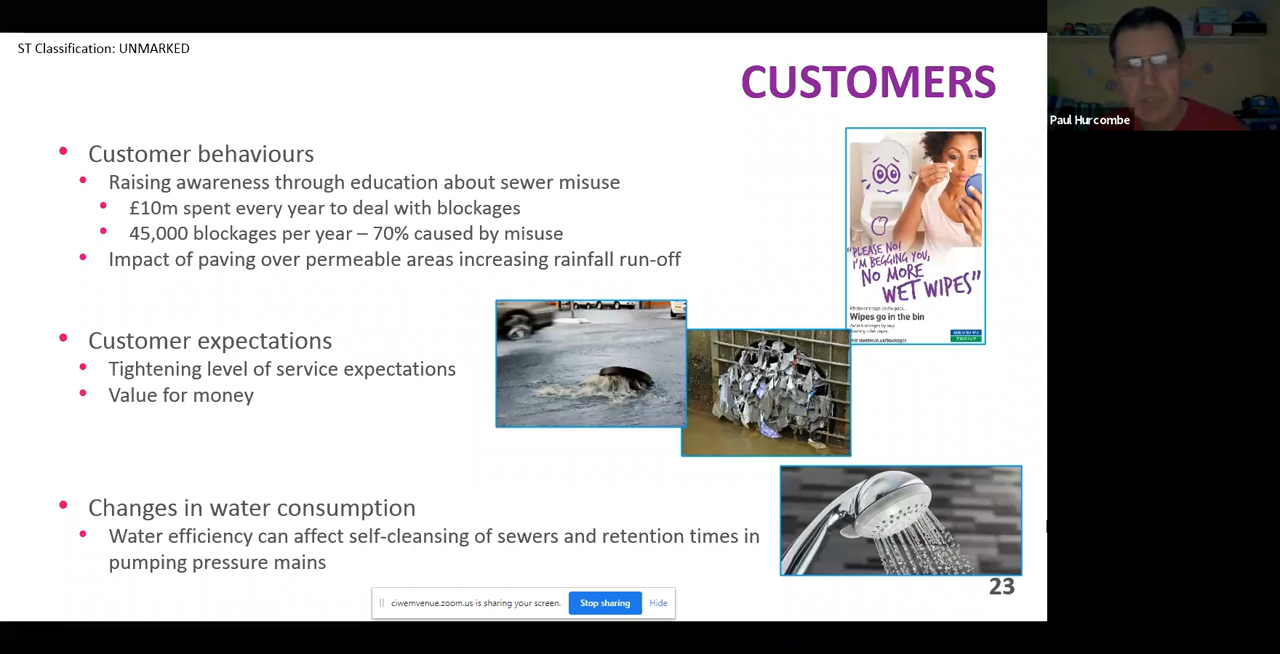 ST Classification: UNMARKED
CUSTOMERS
Paul Hurcombe
Customer behaviours
Raising awareness through education about sewer misuse
£10m spent every year to deal with blockages
45,000 blockages per year – 70% caused by misuse
Impact of paving over permeable areas increasing rainfall run-off
"PLEASE NO!
I'M BEGGING YOU,
NO MORE
WET WIPES"
Wipes go in the bin
SEVERN
TRENT
Customer expectations
Tightening level of service expectations
Value for money
Changes in water consumption
Water efficiency can affect self-cleansing of sewers and retention times in
pumping pressure mains
23
ciwemvenue.zoom.us is sharing your screen.
Stop sharing
Hide